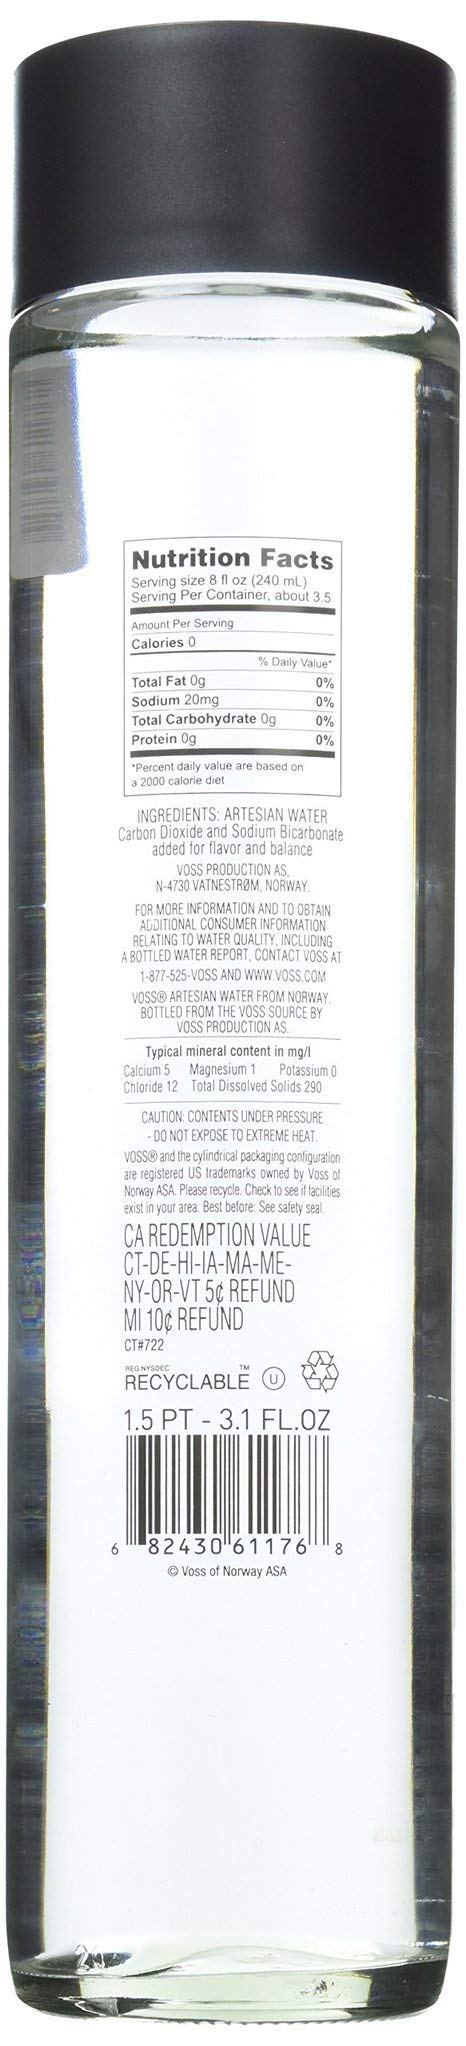 Nutrition Facts
Serving size 8 fl oz (240 mL)
Serving Per Container, about 3.5
Amount Per Serving
Calories 0
% Daily Value*
Total Fat 0g 0%
Sodium 20mg 0%
Total Carbohydrate 0g 0%
Protein 0g 0%
*Percent daily value are based on
a 2000 calorie diet
INGREDIENTS: ARTESIAN WATER
Carbon Dioxide and Sodium Bicarbonate
added for flavor and balance
VOSS PRODUCTION AS,
N-4730 VATNESTRØM, NORWAY.
FOR MORE INFORMATION AND TO OBTAIN
ADDITIONAL CONSUMER INFORMATION
RELATING TO WATER QUALITY, INCLUDING
A BOTTLED WATER REPORT, CONTACT VOSS AT
1-877-525-VOSS AND WWW.VOSS.COM
VOSS® ARTESIAN WATER FROM NORWAY.
BOTTLED FROM THE VOSS SOURCE BY
VOSS PRODUCTION AS.
Typical mineral content in mg/l
Calcium 5 Magnesium 1 Potassium 0
Chloride 12 Total Dissolved Solids 290
CAUTION: CONTENTS UNDER PRESSURE
- DO NOT EXPOSE TO EXTREME HEAT.
VOSS® and the cylindrical packaging configuration
are registered US trademarks owned by Voss of
Norway ASA. Please recycle. Check to see if facilities
exist in your area. Best before: See safety seal.
CA REDEMPTION VALUE
CT-DE-HI-IA-MA-ME-
NY-OR-VT 5¢ REFUND
MI 10¢ REFUND
CT#722
REG NYSDEC
RECYCLABLE™ U
1.5 PT - 3.1 FL.OZ
6 82430 61176 8
© Voss of Norway ASA